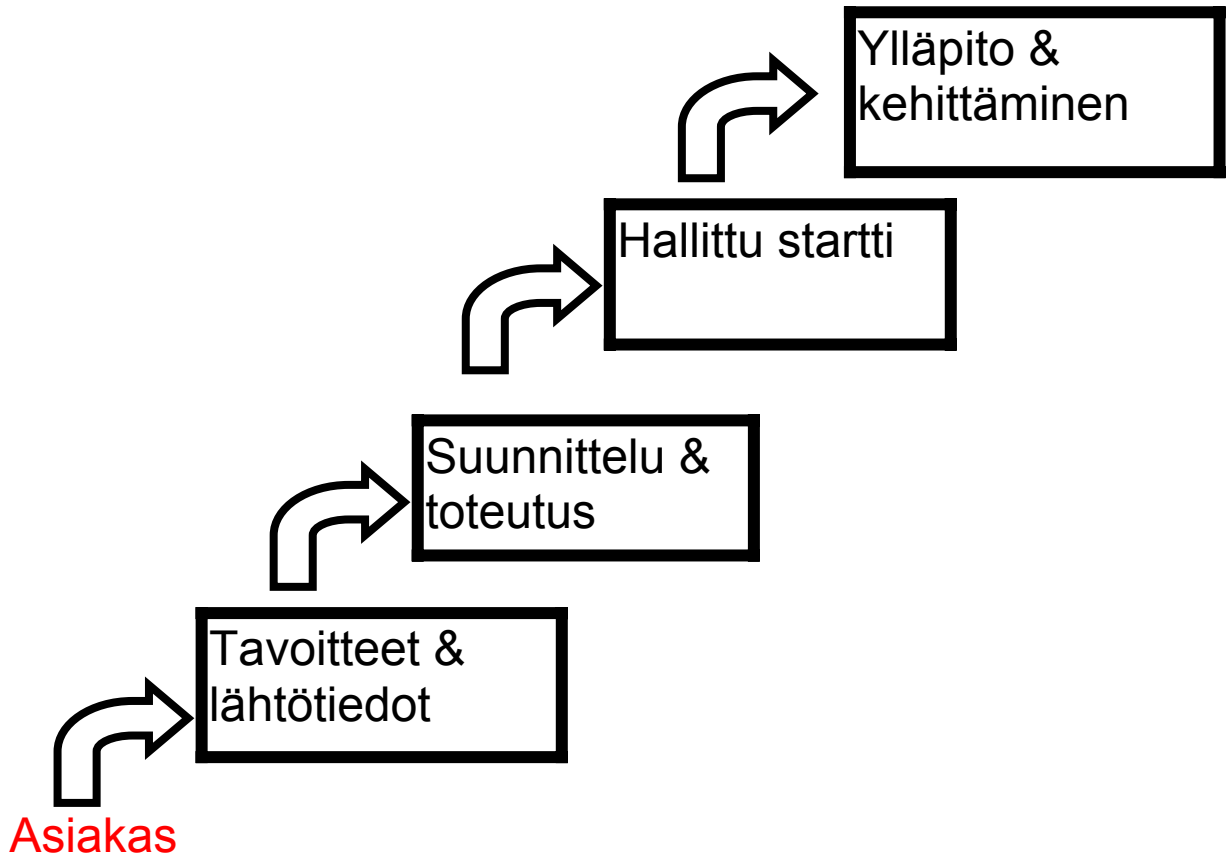 Ylläpito &
kehittäminen
Hallittu startti
Suunnittelu &
toteutus
Tavoitteet &
lähtötiedot
Asiakas